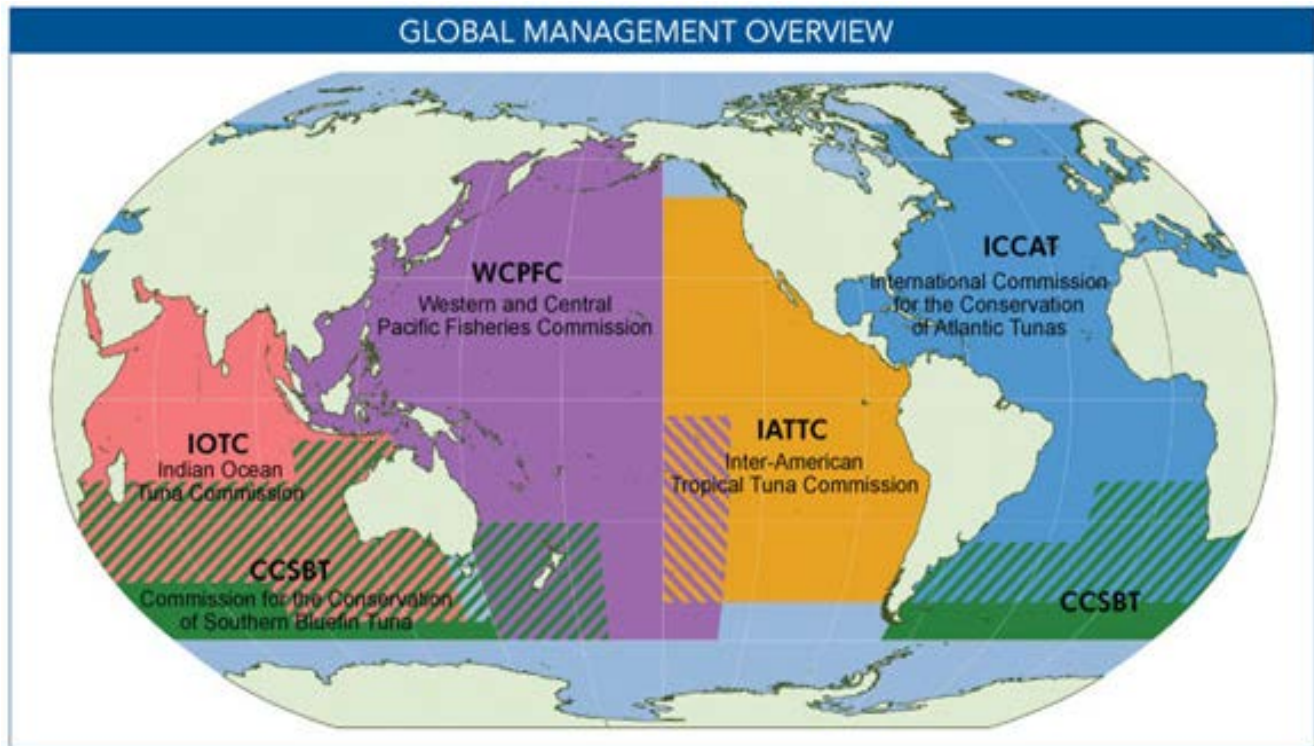 GLOBAL MANAGEMENT OVERVIEW
WCPFC
Western and Central
Pacific Fisheries Commission
ICCAT
International Commission
for the Conservation
of Atlantic Tunas
IOTC
Indian Ocean
Tuna Commission
IATTC
Inter-American
Tropical Tuna Commission
CCSBT
Commission for the Conservation
of Southern Bluefin Tuna
CCSBT